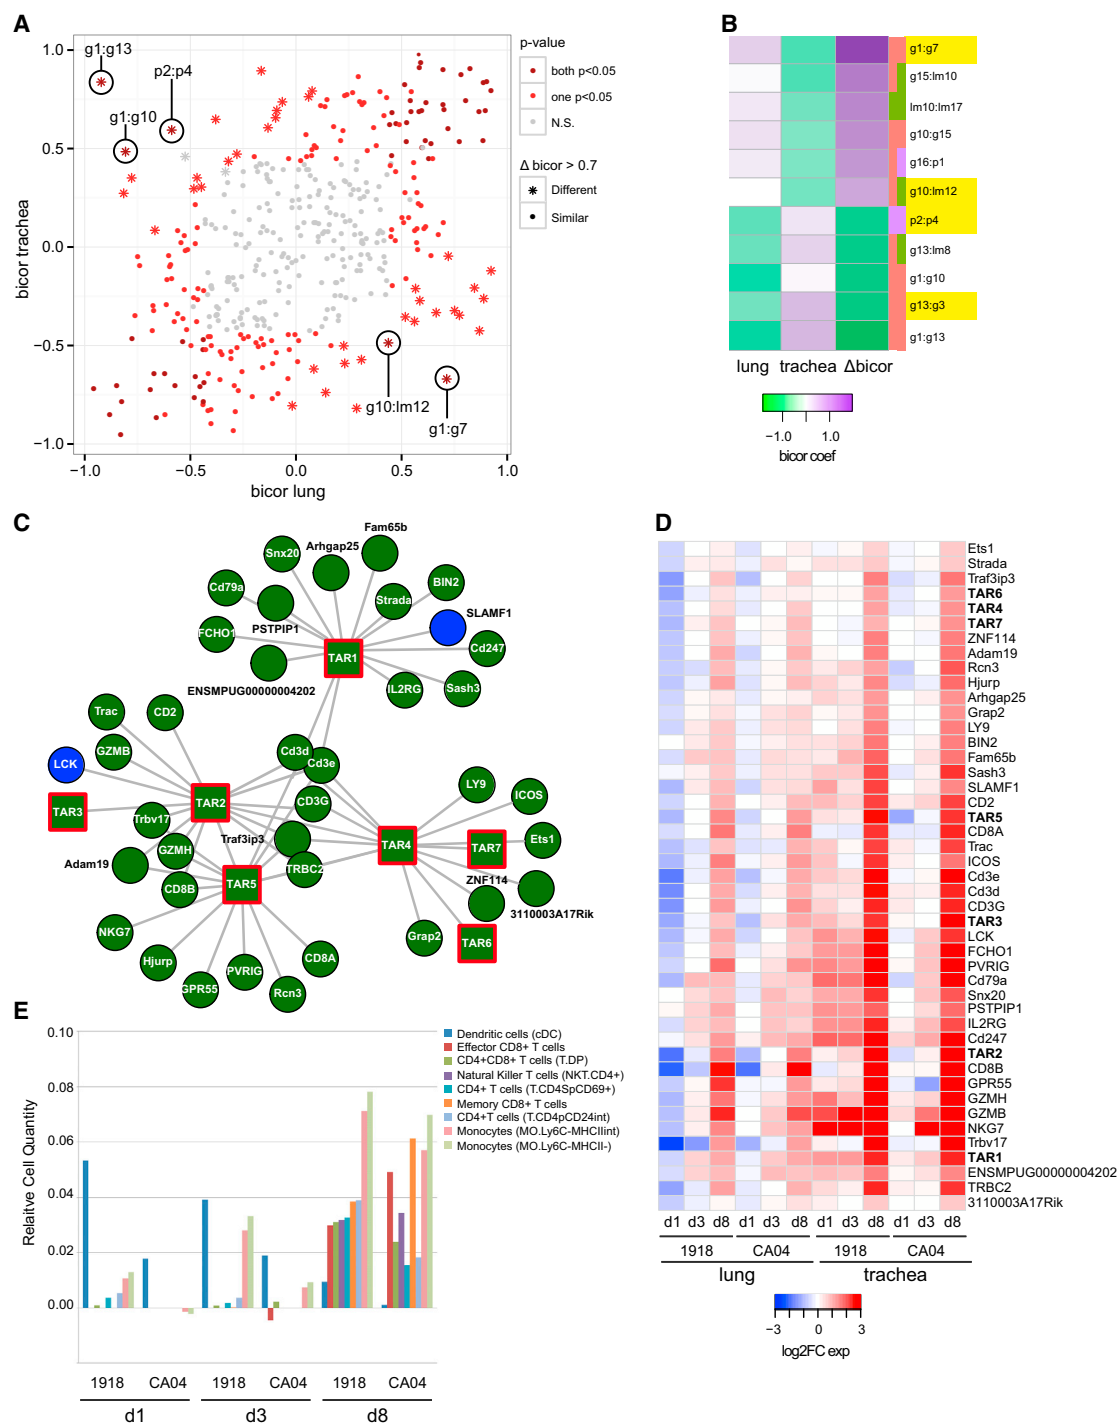 A
g1:g13
p2:p4
g1:g10
g10:lm12
g1:g7
1.0
0.5
0.0
−0.5
−1.0
bicor trachea
−1.0
−0.5
0.0
0.5
1.0
bicor lung
p-value
both p<0.05
one p<0.05
N.S.
Δ bicor > 0.7
Different
Similar
B
g1:g7
g15:lm10
lm10:lm17
g10:g15
g16:p1
g10:lm12
p2:p4
g13:lm8
g1:g10
g13:g3
g1:g13
lung trachea Δbicor
−1.0 1.0
bicor coef
C
Fam65b
Arhgap25
Snx20
BIN2
Cd79a
Strada
PSTPIP1
SLAMF1
FCHO1
Cd247
TAR1
ENSMPUG00000004202
IL2RG
Sash3
Trac
CD2
GZMB
LCK
Cd3d
Cd3e
TAR2
TAR3
CD3G
LY9
ICOS
Trbv17
Traf3ip3
Ets1
TAR4
TAR7
GZMH
Adam19
TRBC2
ZNF114
CD8B
TAR5
3110003A17Rik
NKG7
Grap2
TAR6
Hjurp
CD8A
PVRIG
GPR55
Rcn3
D
Ets1
Strada
Traf3ip3
TAR6
TAR4
TAR7
ZNF114
Adam19
Rcn3
Hjurp
Arhgap25
Grap2
LY9
BIN2
Fam65b
Sash3
SLAMF1
CD2
TAR5
CD8A
Trac
ICOS
Cd3e
Cd3d
CD3G
TAR3
LCK
FCHO1
PVRIG
Cd79a
Snx20
PSTPIP1
IL2RG
Cd247
TAR2
CD8B
GPR55
GZMH
GZMB
NKG7
Trbv17
TAR1
ENSMPUG00000004202
TRBC2
3110003A17Rik
d1 d3 d8 d1 d3 d8 d1 d3 d8 d1 d3 d8
1918 CA04 1918 CA04
lung trachea
−3 0 3
log2FC exp
E
0.10
0.08
0.06
0.04
0.02
0.00
Relaitve Cell Quantity
Dendritic cells (cDC)
Effector CD8+ T cells
CD4+CD8+ T cells (T.DP)
Natural Killer T cells (NKT.CD4+)
CD4+ T cells (T.CD4SpCD69+)
Memory CD8+ T cells
CD4+T cells (T.CD4pCD24int)
Monocytes (MO.Ly6C-MHCIIint)
Monocytes (MO.Ly6C-MHCII-)
1918 CA04 1918 CA04 1918 CA04
d1 d3 d8